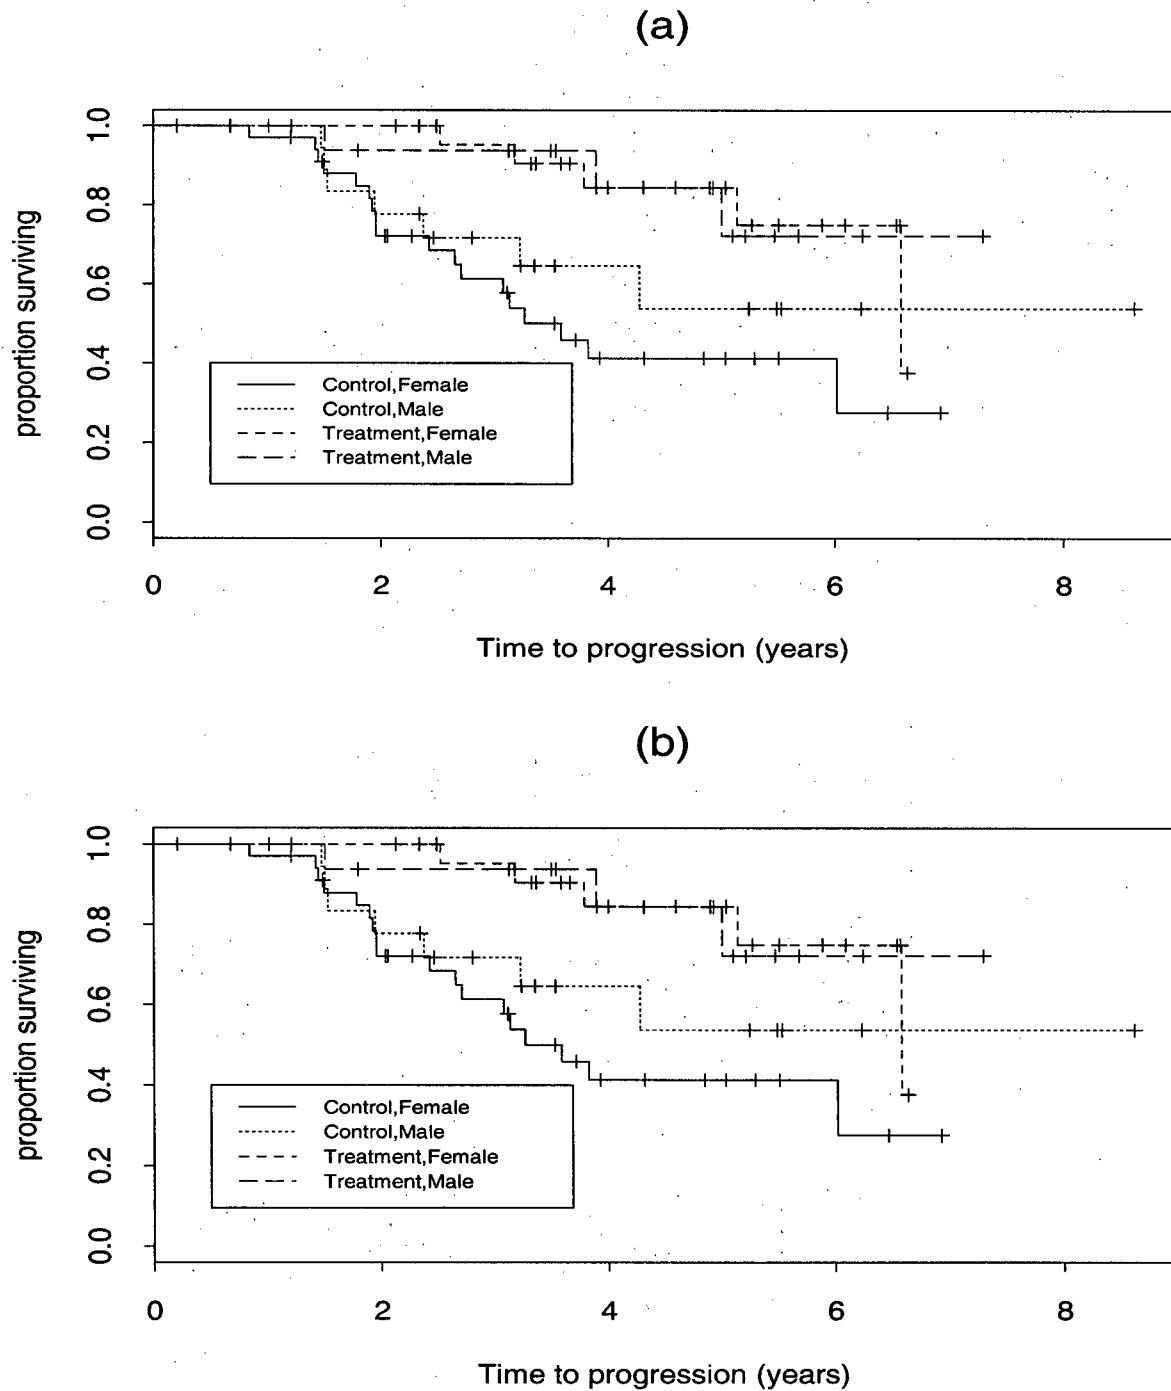 (a)
proportion surviving
1.0
0.8
0.6
0.4
0.2
0.0
Control,Female
Control,Male
Treatment,Female
Treatment,Male
0 2 4 6 8
Time to progression (years)
(b)
proportion surviving
1.0
0.8
0.6
0.4
0.2
0.0
Control,Female
Control,Male
Treatment,Female
Treatment,Male
0 2 4 6 8
Time to progression (years)